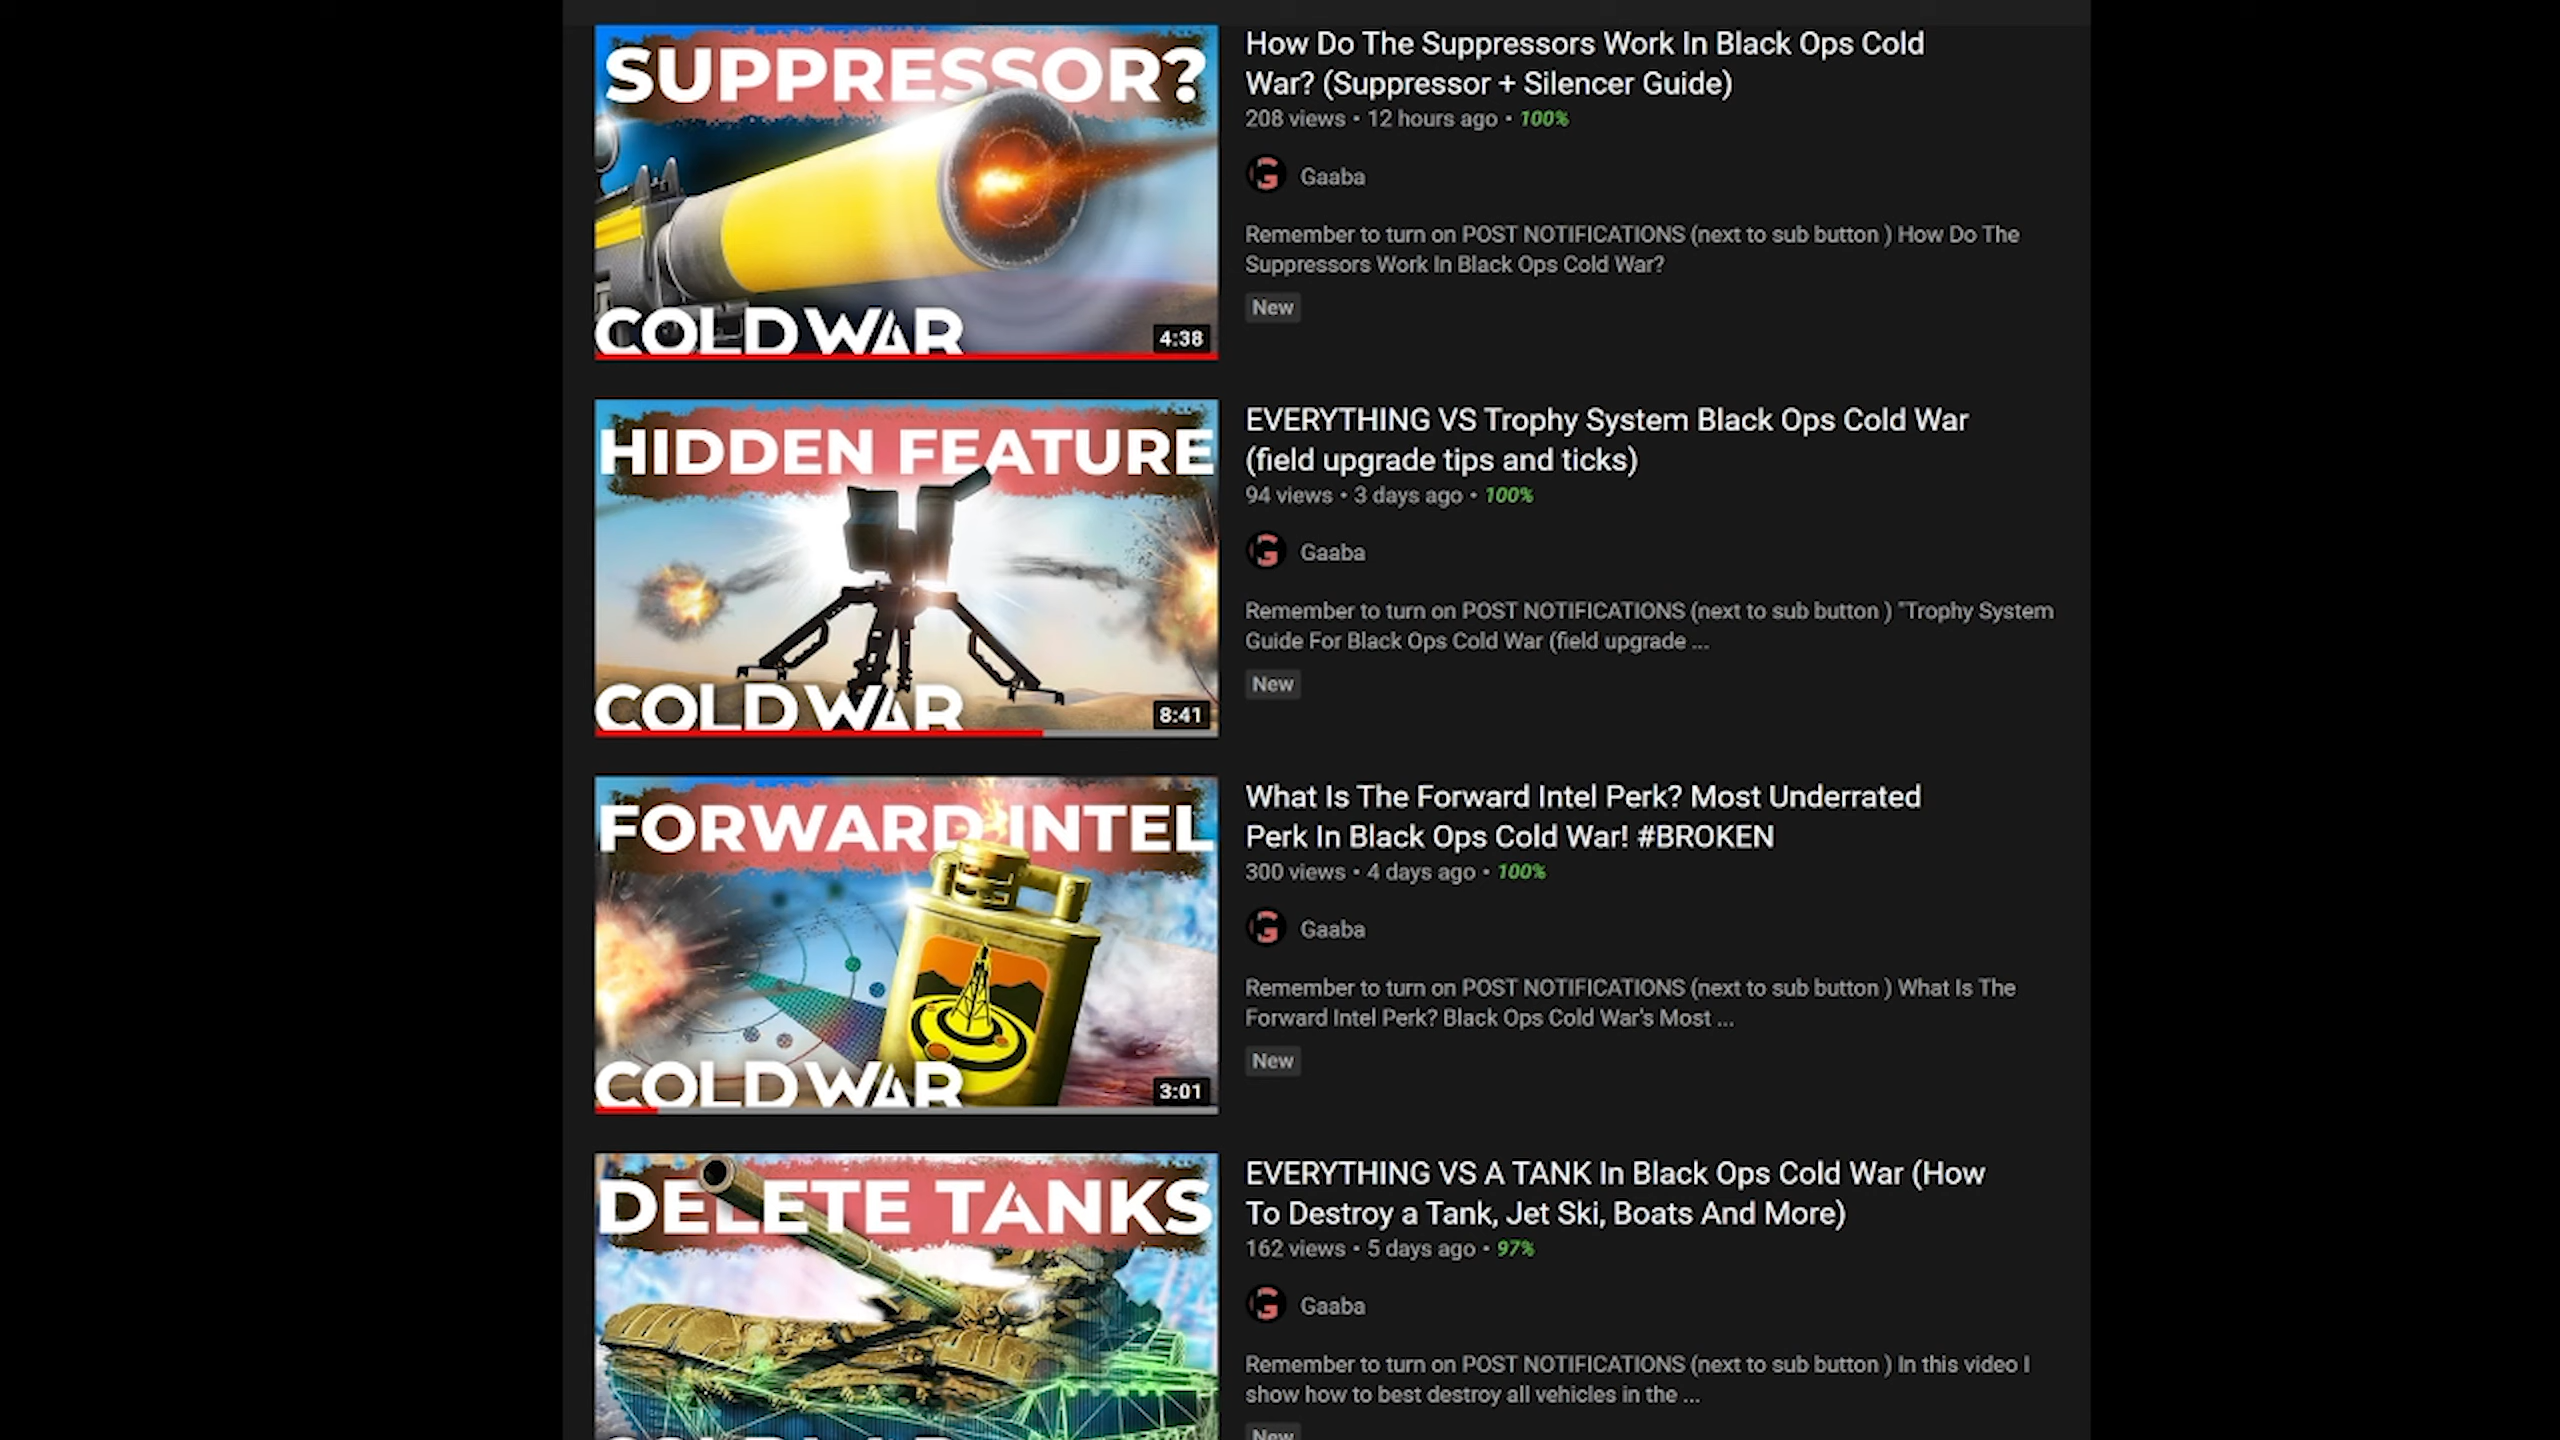 SUPPRESSOR?
COLD WAR
4:38
How Do The Suppressors Work In Black Ops Cold
War? (Suppressor + Silencer Guide)
208 views • 12 hours ago • 100%
Gaaba
Remember to turn on POST NOTIFICATIONS (next to sub button ) How Do The
Suppressors Work In Black Ops Cold War?
New
HIDDEN FEATURE
COLD WAR
8:41
EVERYTHING VS Trophy System Black Ops Cold War
(field upgrade tips and ticks)
94 views • 3 days ago • 100%
Gaaba
Remember to turn on POST NOTIFICATIONS (next to sub button ) "Trophy System
Guide For Black Ops Cold War (field upgrade ...
New
FORWARD INTEL
COLD WAR
3:01
What Is The Forward Intel Perk? Most Underrated
Perk In Black Ops Cold War! #BROKEN
300 views • 4 days ago • 100%
Gaaba
Remember to turn on POST NOTIFICATIONS (next to sub button ) What Is The
Forward Intel Perk? Black Ops Cold War's Most ...
New
DELETE TANKS
EVERYTHING VS A TANK In Black Ops Cold War (How
To Destroy a Tank, Jet Ski, Boats And More)
162 views • 5 days ago • 97%
Gaaba
Remember to turn on POST NOTIFICATIONS (next to sub button ) In this video I
show how to best destroy all vehicles in the ...
New